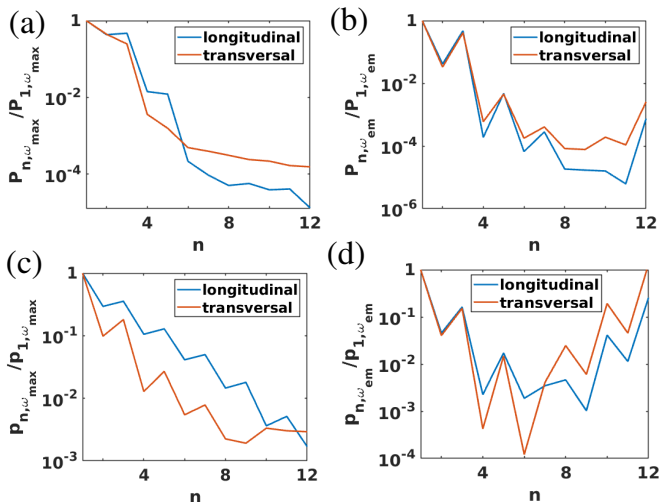 (a)
P_{n,ω_max}/P_{1,ω_max}
1
10^{-2}
10^{-4}
longitudinal
transversal
4
8
12
n
(b)
P_{n,ω_em}/P_{1,ω_em}
1
10^{-2}
10^{-4}
10^{-6}
longitudinal
transversal
4
8
12
n
(c)
p_{n,ω_max}/p_{1,ω_max}
1
10^{-1}
10^{-2}
10^{-3}
longitudinal
transversal
4
8
12
n
(d)
p_{n,ω_em}/p_{1,ω_em}
1
10^{-1}
10^{-2}
10^{-3}
10^{-4}
longitudinal
transversal
4
8
12
n